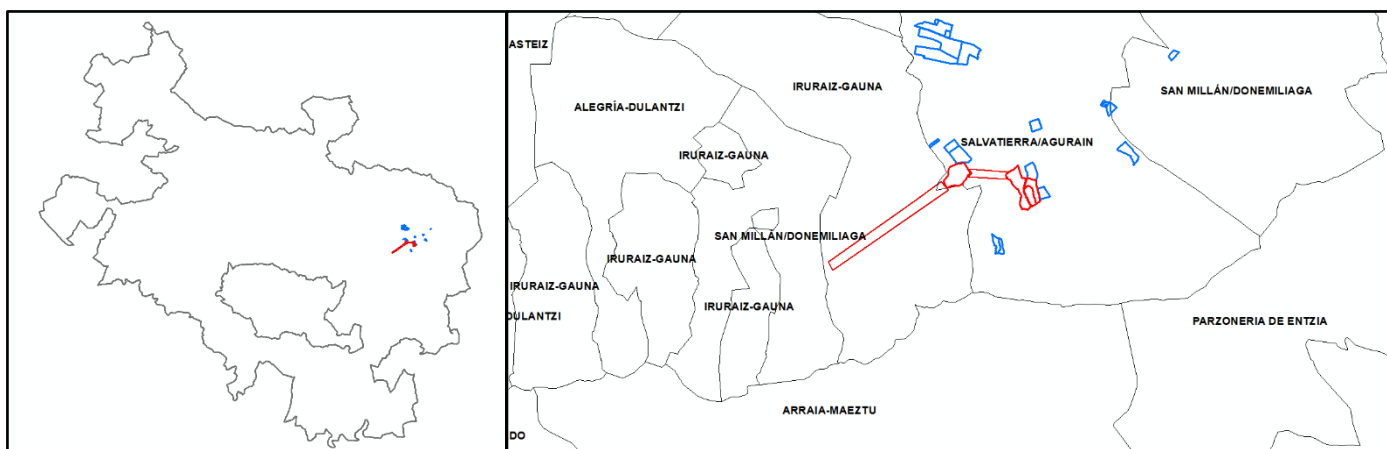 ASTEIZ
IRURAIZ-GAUNA
SAN MILLÁN/DONEMILIAGA
ALEGRÍA-DULANTZI
SALVATIERRA/AGURAIN
IRURAIZ-GAUNA
SAN MILLÁN/DONEMILIAGA
IRURAIZ-GAUNA
IRURAIZ-GAUNA
IRURAIZ-GAUNA
DULANTZI
PARZONERIA DE ENTZIA
ARRAIA-MAEZTU
DO